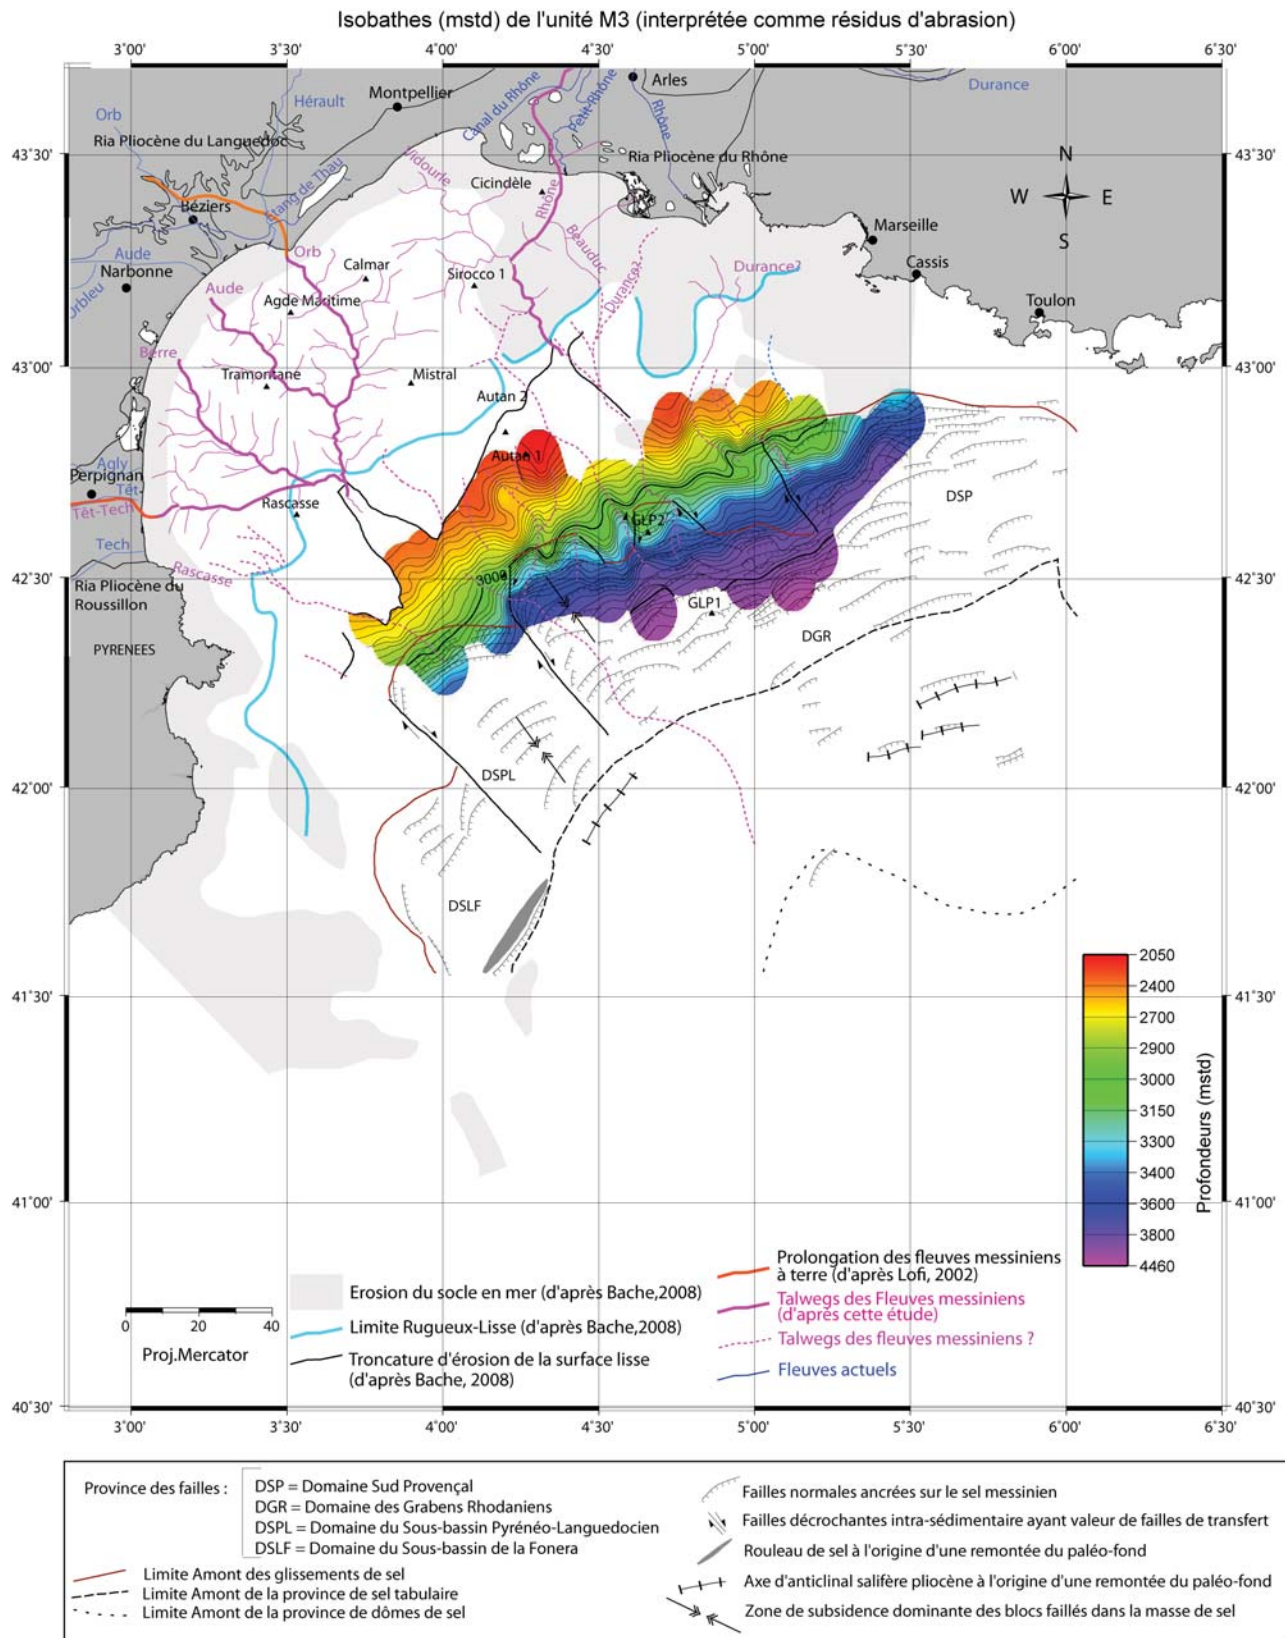 Isobathes (mstd) de l'unité M3 (interprétée comme résidus d'abrasion)
3°00' 3°30' 4°00' 4°30' 5°00' 5°30' 6°00' 6°30'
Arles
Durance
Montpellier
Canal du Rhône
Petit-Rhône
Rhône
Orb
Hérault
Ria Pliocène du Languedoc
43°30'
43°30'
Ria Pliocène du Rhône
Vidourle
Cicindèle
Rhône
Etang de Thau
Béziers
N
W
E
S
Marseille
Beauduc
Orb
Aude
Calmar
Sirocco 1
Durance?
Durance?
Cassis
Narbonne
Orbieu
Aude
Agde Maritime
Toulon
Berre
43°00'
43°00'
Tramontane
Mistral
Autan 2
Autan 1
Agly
Perpignan
Têt
Têt-Tech
Rascasse
GLP2
DSP
Tech
Rascasse
3000
42°30'
42°30'
Ria Pliocène du
Roussillon
GLP1
DGR
PYRENEES
DSPL
42°00'
42°00'
DSLF
41°30'
41°30'
2050
2400
2700
2900
3000
3150
3300
3400
3600
3800
4460
Profondeurs (mstd)
41°00'
41°00'
Erosion du socle en mer (d'après Bache,2008)
Limite Rugueux-Lisse (d'après Bache,2008)
Troncature d'érosion de la surface lisse
(d'après Bache, 2008)
Prolongation des fleuves messiniens
à terre (d'après Lofi, 2002)
Talwegs des Fleuves messiniens
(d'après cette étude)
Talwegs des fleuves messiniens ?
Fleuves actuels
0 20 40
Proj.Mercator
40°30'
40°30'
3°00' 3°30' 4°00' 4°30' 5°00' 5°30' 6°00' 6°30'
Province des failles :
DSP = Domaine Sud Provençal
DGR = Domaine des Grabens Rhodaniens
DSPL = Domaine du Sous-bassin Pyrénéo-Languedocien
DSLF = Domaine du Sous-bassin de la Fonera
Limite Amont des glissements de sel
Limite Amont de la province de sel tabulaire
Limite Amont de la province de dômes de sel
Failles normales ancrées sur le sel messinien
Failles décrochantes intra-sédimentaire ayant valeur de failles de transfert
Rouleau de sel à l'origine d'une remontée du paléo-fond
Axe d'anticlinal salifère pliocène à l'origine d'une remontée du paléo-fond
Zone de subsidence dominante des blocs faillés dans la masse de sel